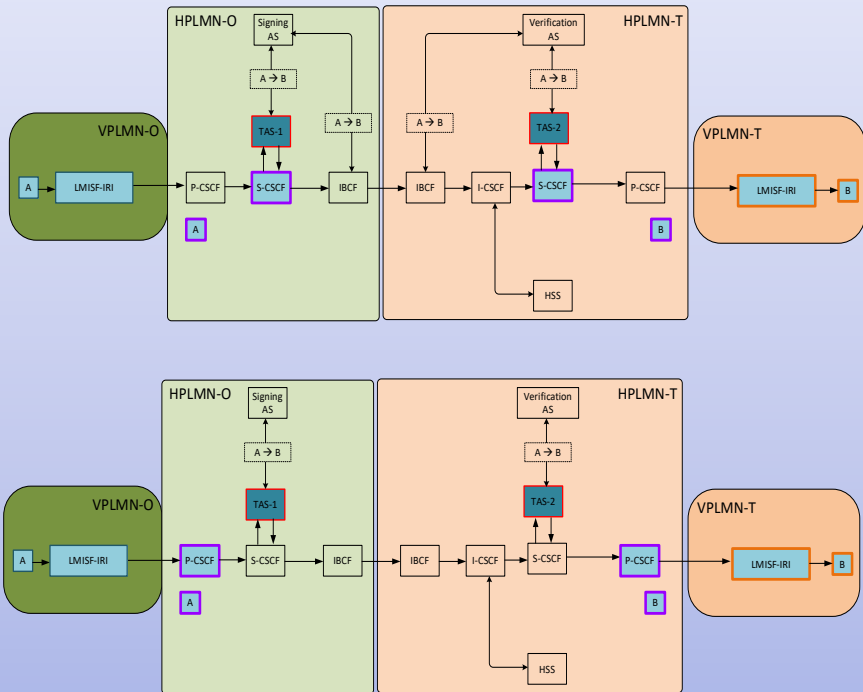 HPLMN-O
HPLMN-T
Signing
AS
Verification
AS
A → B
A → B
A → B
A → B
VPLMN-O
TAS-1
TAS-2
VPLMN-T
A
LMISF-IRI
P-CSCF
S-CSCF
IBCF
IBCF
I-CSCF
S-CSCF
P-CSCF
LMISF-IRI
B
A
B
HSS
HPLMN-O
HPLMN-T
Signing
AS
Verification
AS
A → B
A → B
VPLMN-O
TAS-1
TAS-2
VPLMN-T
A
LMISF-IRI
P-CSCF
S-CSCF
IBCF
IBCF
I-CSCF
S-CSCF
P-CSCF
LMISF-IRI
B
A
B
HSS